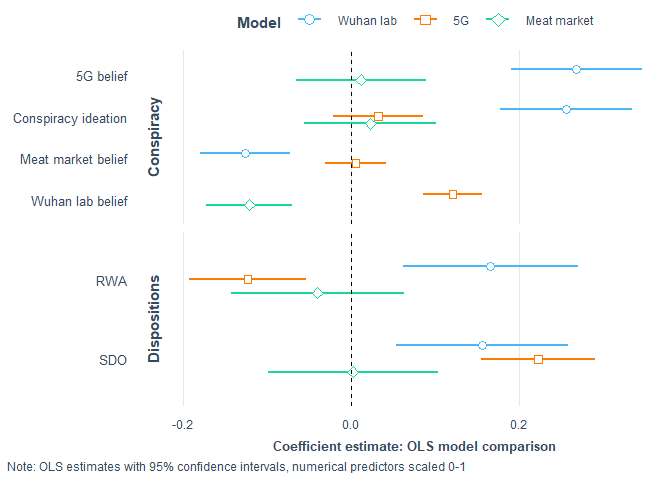 Model Wuhan lab 5G Meat market
Conspiracy
5G belief
Conspiracy ideation
Meat market belief
Wuhan lab belief
Dispositions
RWA
SDO
-0.2 0.0 0.2
Coefficient estimate: OLS model comparison
Note: OLS estimates with 95% confidence intervals, numerical predictors scaled 0-1